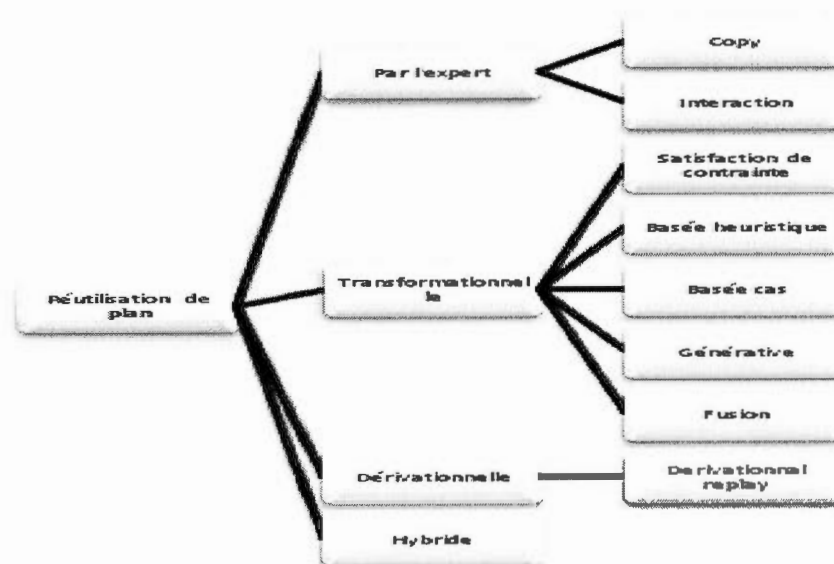 Réutilisation de
plan
Par l'expert
Copy
Interaction
Transformationnel
le
Satisfaction de
contrainte
Basée heuristique
Basée cas
Générative
Fusion
Dérivationnelle
Derivationnal
replay
Hybride